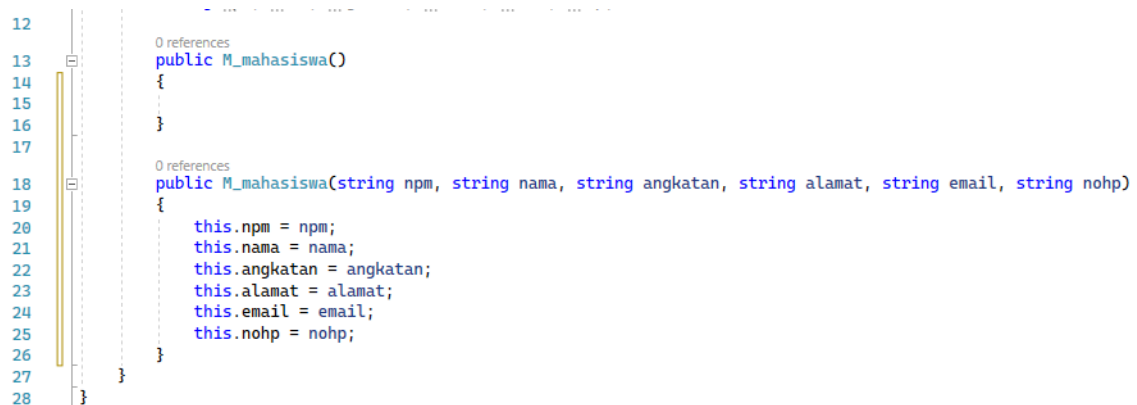 12
0 references
13 public M_mahasiswa()
14 {
15
16 }
17
0 references
18 public M_mahasiswa(string npm, string nama, string angkatan, string alamat, string email, string nohp)
19 {
20 this.npm = npm;
21 this.nama = nama;
22 this.angkatan = angkatan;
23 this.alamat = alamat;
24 this.email = email;
25 this.nohp = nohp;
26 }
27 }
28 }